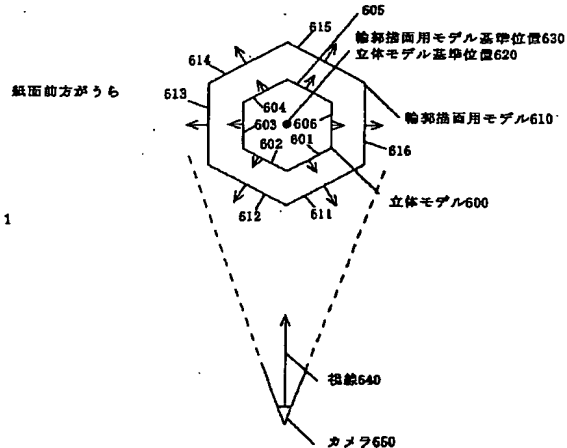 605
615
輪郭描画用モデル基準位置630
立体モデル基準位置620
614
紙面前方がうら
613
604
603
606
輪郭描画用モデル610
602
601
616
立体モデル600
612
611
1
視線640
カメラ650